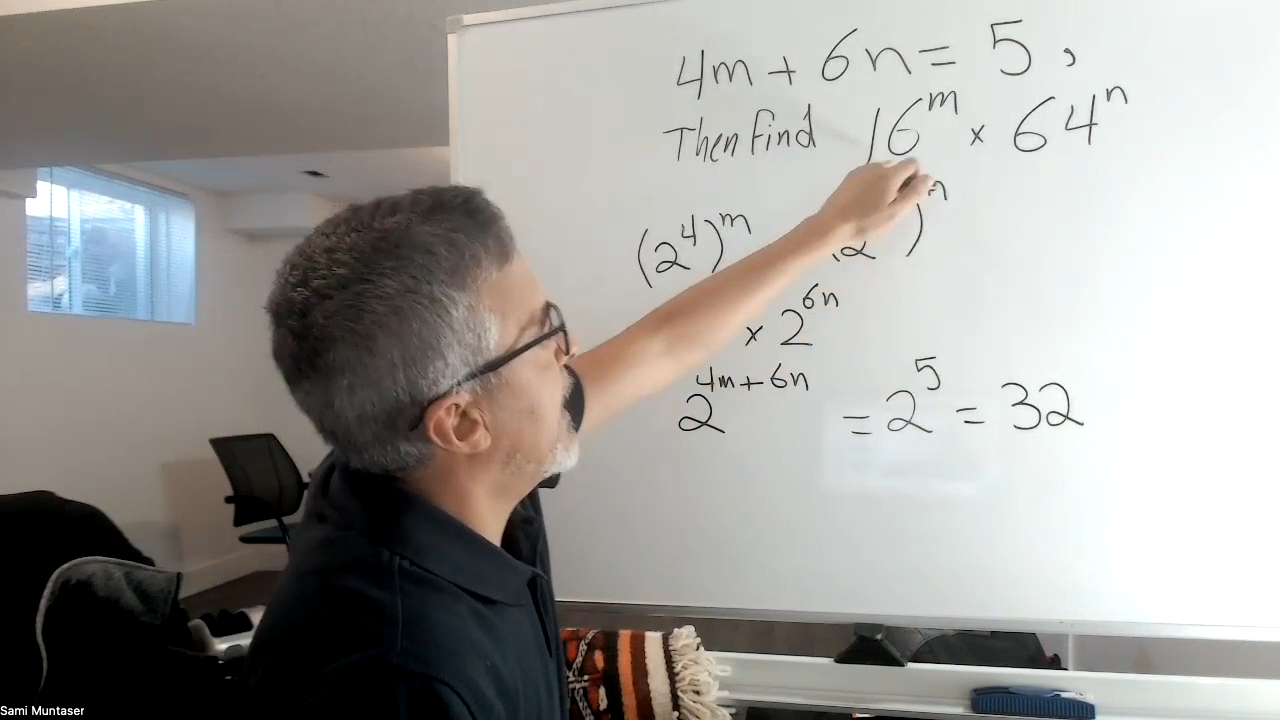 4m + 6n = 5,
Then find 16^m × 64^n
(2^4)^m (2 )^n
× 2^6n
2^4m+6n = 2^5 = 32
Sami Muntaser